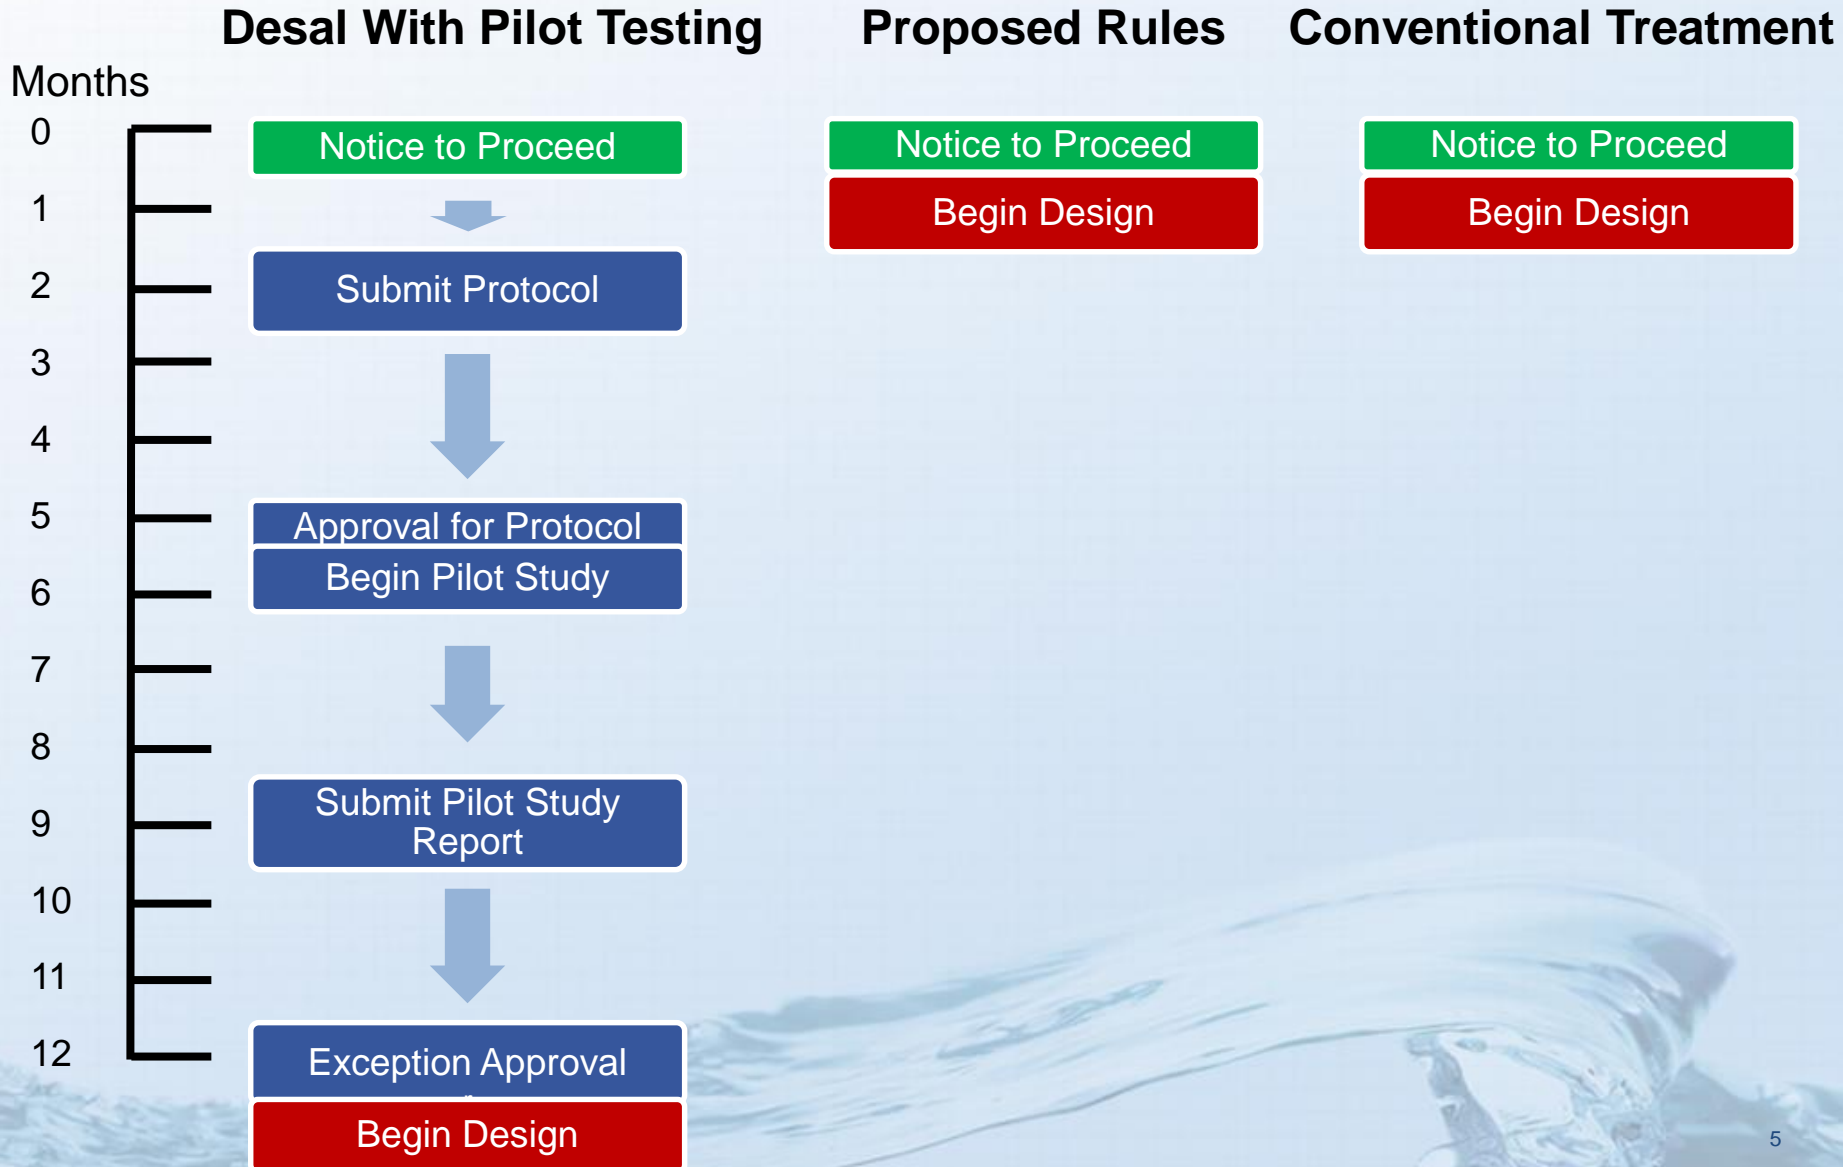 Desal With Pilot Testing
Proposed Rules
Conventional Treatment
Months
0
1
2
3
4
5
6
7
8
9
10
11
12
Notice to Proceed
Submit Protocol
Approval for Protocol
Begin Pilot Study
Submit Pilot Study
Report
Exception Approval
Begin Design
Notice to Proceed
Begin Design
Notice to Proceed
Begin Design
5